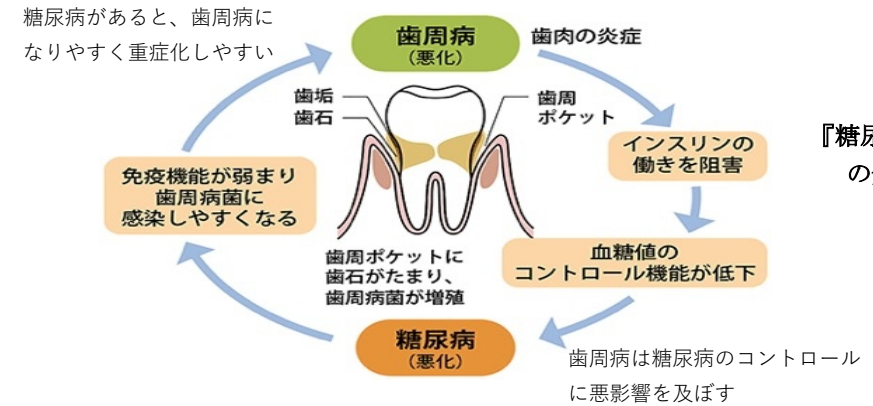 糖尿病があると、歯周病に
なりやすく重症化しやすい
歯周病
(悪化)
歯肉の炎症
歯垢
歯石
歯周
ポケット
インスリンの
働きを阻害
『糖尿
免疫機能が弱まり
歯周病菌に
感染しやすくなる
血糖値の
コントロール機能が低下
歯周ポケットに
歯石がたまり、
歯周病菌が増殖
糖尿病
(悪化)
歯周病は糖尿病のコントロール
に悪影響を及ぼす